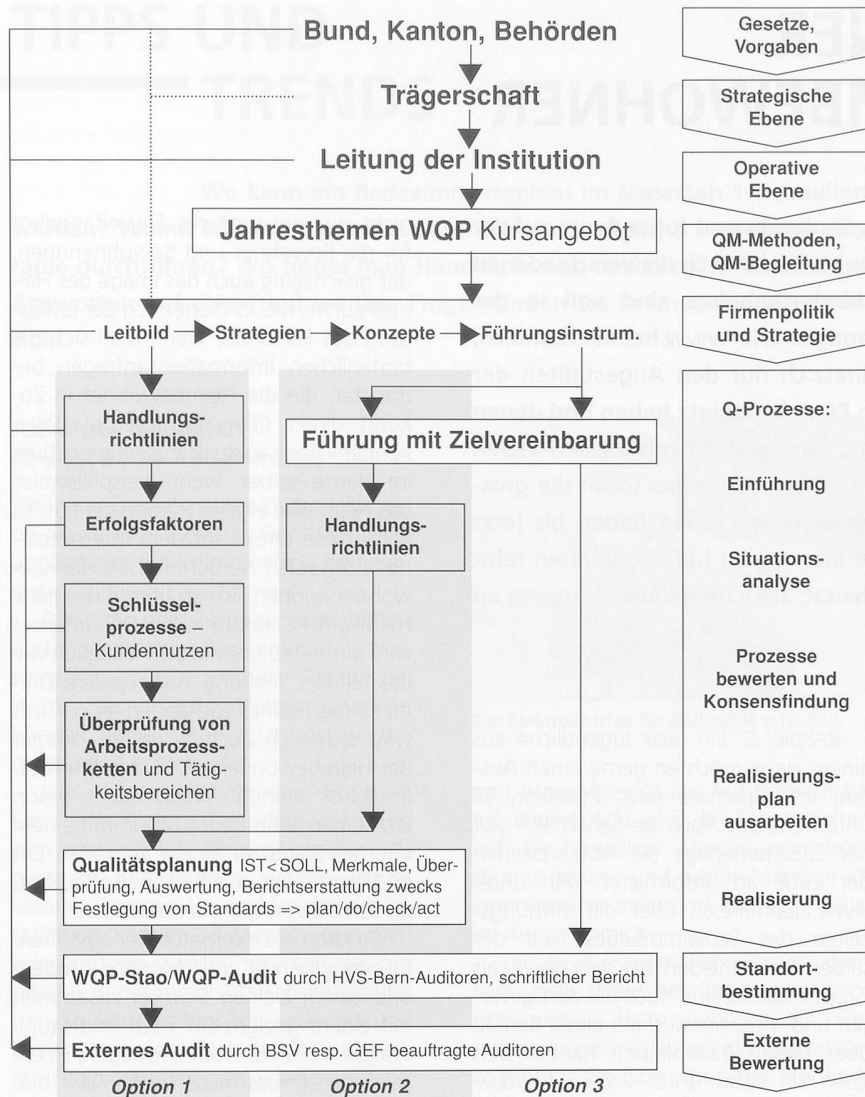 TIPPS UND
TRENDS
Bund, Kanton, Behörden
Trägerschaft
Leitung der Institution
Jahresthemen WQP Kursangebot
Leitbild
Strategien
Konzepte
Führungsinstrum.
Handlungs-
richtlinien
Führung mit Zielvereinbarung
Erfolgsfaktoren
Handlungs-
richtlinien
Schlüssel-
prozesse –
Kundennutzen
Überprüfung von
Arbeitsprozess-
ketten und Tätig-
keitsbereichen
Qualitätsplanung IST<=SOLL, Massnahmen, Über-
prüfung, Auswertung, Berichtserstattung zwecks
Festlegung von Standards => plan/do/check/act
WQP-Stao/WQP-Audit durch HVS-Bern-Auditoren, schriftlicher Bericht
Externes Audit durch BSV resp. GEF beauftragte Auditoren
Option 1
Option 2
Option 3
Gesetze,
Vorgaben
Strategische
Ebene
Operative
Ebene
QM-Methoden,
QM-Begleitung
Firmenpolitik
und Strategie
Q-Prozesse:
Einführung
Situations-
analyse
Prozesse
bewerten und
Konsensfindung
Realisierungs-
plan
ausarbeiten
Realisierung
Standort-
bestimmung
Externe
Bewertung